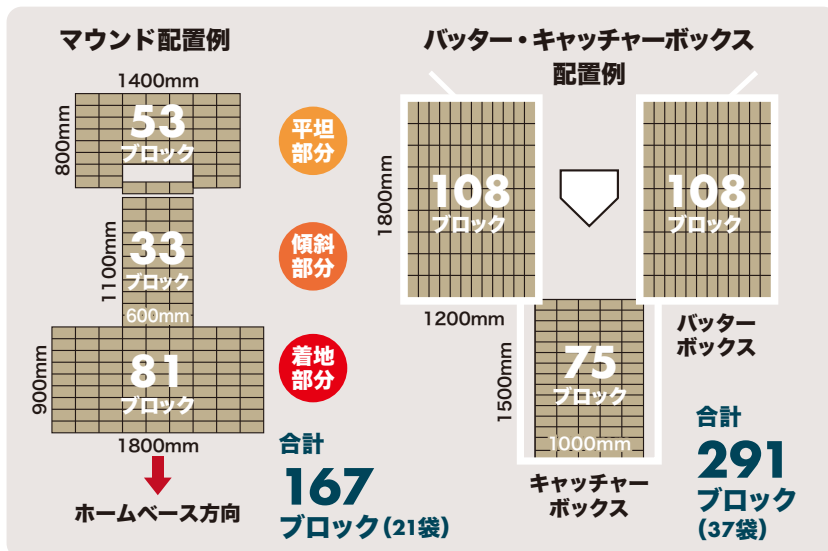 マウンド配置例
1400mm
800mm
53
ブロック
平坦
部分
1100mm
33
ブロック
600mm
傾斜
部分
900mm
81
ブロック
着地
部分
1800mm
ホームベース方向
合計
167
ブロック(21袋)
バッター・キャッチャーボックス
配置例
1800mm
108
ブロック
108
ブロック
1200mm
バッター
ボックス
1500mm
75
ブロック
1000mm
キャッチャー
ボックス
合計
291
ブロック
(37袋)